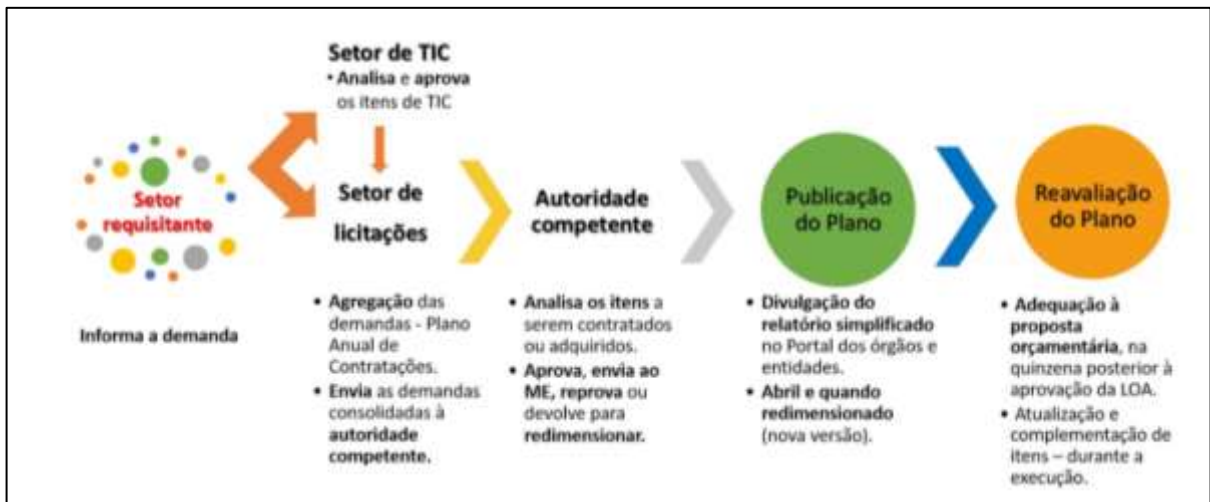 Setor requisitante
Informa a demanda
Setor de TIC
• Analisa e aprova
os itens de TIC
Setor de
licitações
• Agregação das
demandas - Plano
Anual de
Contratações.
• Envia as demandas
consolidadas à
autoridade
competente.
Autoridade
competente
• Analisa os itens a
serem contratados
ou adquiridos.
• Aprova, envia ao
ME, reprova ou
devolve para
redimensionar.
Publicação
do Plano
• Divulgação do
relatório simplificado
no Portal dos órgãos e
entidades.
• Abril e quando
redimensionado
(nova versão).
Reavaliação
do Plano
• Adequação à
proposta
orçamentária, na
quinzena posterior à
aprovação da LOA.
• Atualização e
complementação de
itens – durante a
execução.